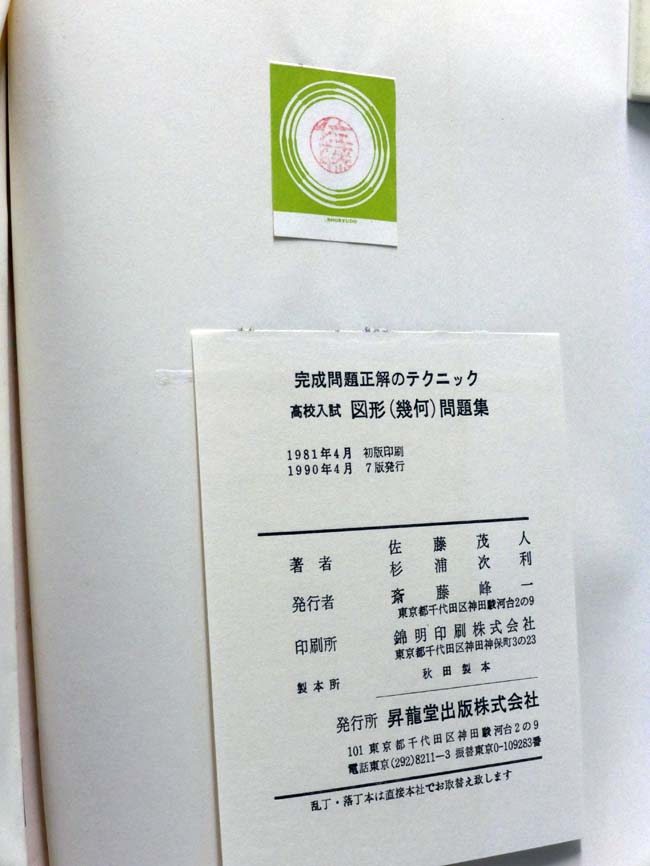 SHORYUDO
完成問題正解のテクニック
高校入試 図形(幾何)問題集
1981年4月 初版印刷
1990年4月 7版発行
著者 佐藤茂人
杉浦次利
発行者 斎藤峰一
東京都千代田区神田駿河台2の9
印刷所 錦明印刷株式会社
東京都千代田区神田神保町3の23
製本所 秋田製本
発行所 昇龍堂出版株式会社
101 東京都千代田区神田駿河台2の9
電話東京(292)8211-3 振替東京0-109283番
乱丁・落丁本は直接本社でお取替え致します